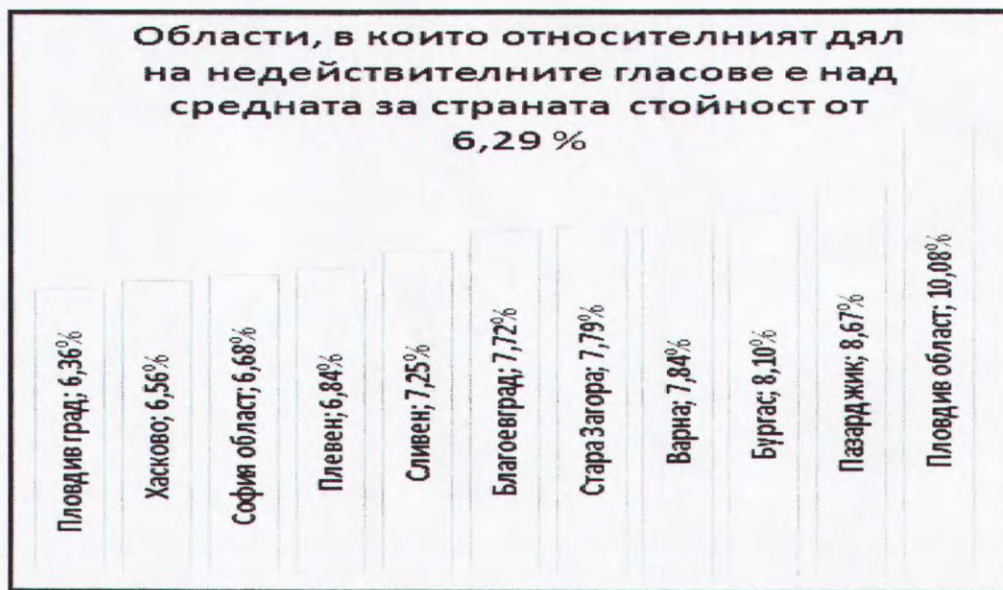 Области, в които относителният дял
на недействителните гласове е над
средната за страната стойност от
6,29 %
Пловдив град; 6,36%
Хасково; 6,56%
София област; 6,68%
Плевен; 6,84%
Сливен; 7,25%
Благоевград; 7,72%
Стара Загора; 7,79%
Варна; 7,84%
Бургас; 8,10%
Пазарджик; 8,67%
Пловдив област; 10,08%